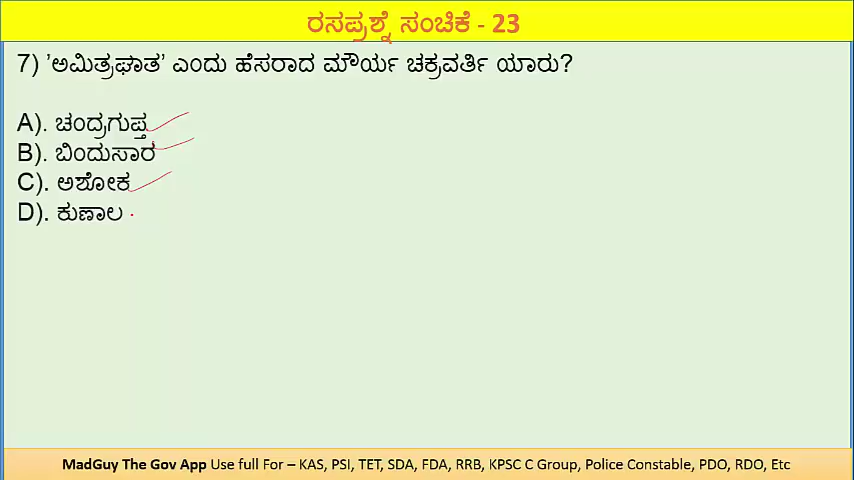 ರಸಪ್ರಶ್ನೆ ಸಂಚಿಕೆ - 23
7) 'ಅಮಿತ್ರಘಾತ' ಎಂದು ಹೆಸರಾದ ಮೌರ್ಯ ಚಕ್ರವರ್ತಿ ಯಾರು?
A). ಚಂದ್ರಗುಪ್ತ
B). ಬಿಂದುಸಾರ
C). ಅಶೋಕ
D). ಕುಣಾಲ
MadGuy The Gov App Use full For – KAS, PSI, TET, SDA, FDA, RRB, KPSC C Group, Police Constable, PDO, RDO, Etc